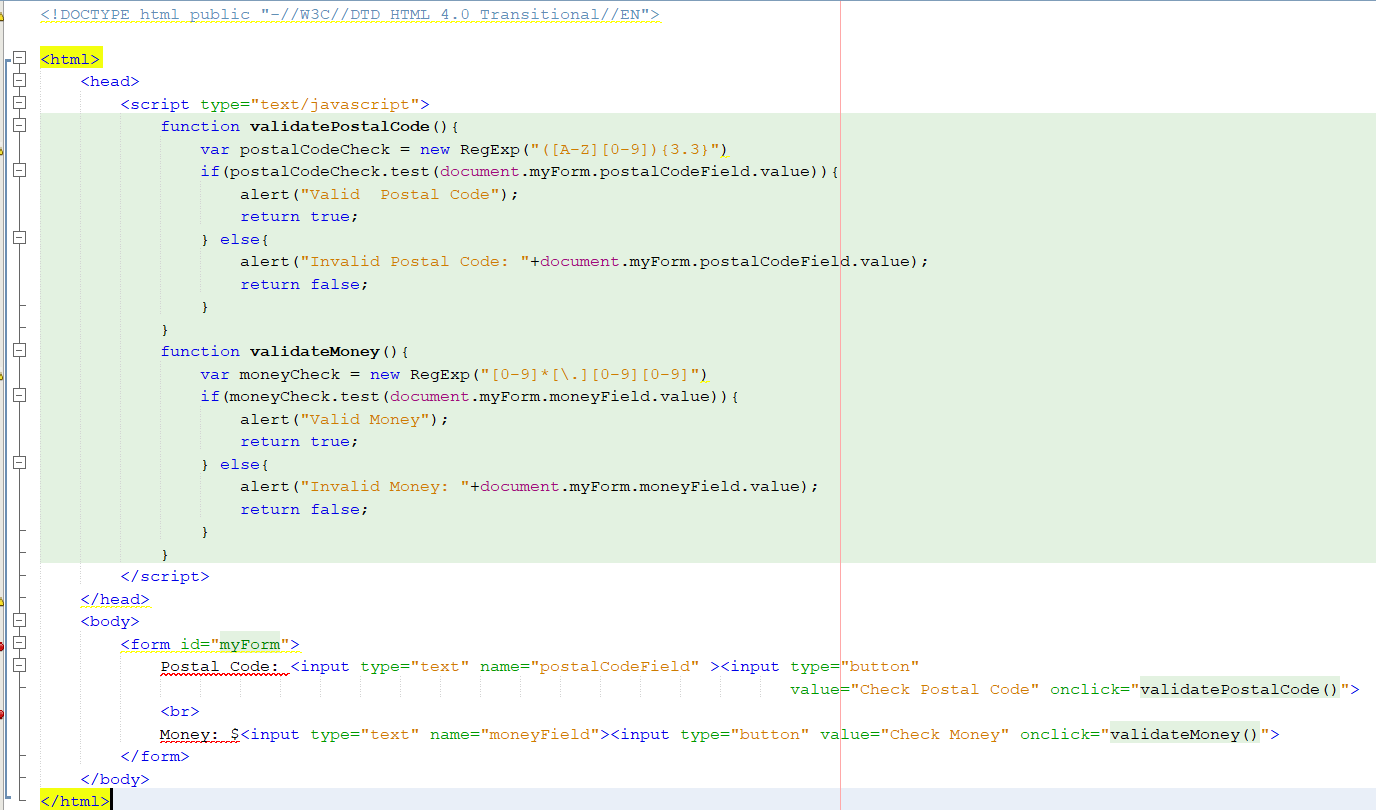 <!DOCTYPE html public "-//W3C//DTD HTML 4.0 Transitional//EN">
<html>
<head>
<script type="text/javascript">
function validatePostalCode(){
var postalCodeCheck = new RegExp("([A-Z][0-9]){3.3}")
if(postalCodeCheck.test(document.myForm.postalCodeField.value)){
alert("Valid  Postal Code");
return true;
} else{
alert("Invalid Postal Code: "+document.myForm.postalCodeField.value);
return false;
}
}
function validateMoney(){
var moneyCheck = new RegExp("[0-9]*[\.][0-9][0-9]")
if(moneyCheck.test(document.myForm.moneyField.value)){
alert("Valid Money");
return true;
} else{
alert("Invalid Money: "+document.myForm.moneyField.value);
return false;
}
}
</script>
</head>
<body>
<form id="myForm">
Postal Code: <input type="text" name="postalCodeField" ><input type="button"
value="Check Postal Code" onclick="validatePostalCode()">
<br>
Money: $<input type="text" name="moneyField"><input type="button" value="Check Money" onclick="validateMoney()">
</form>
</body>
</html>